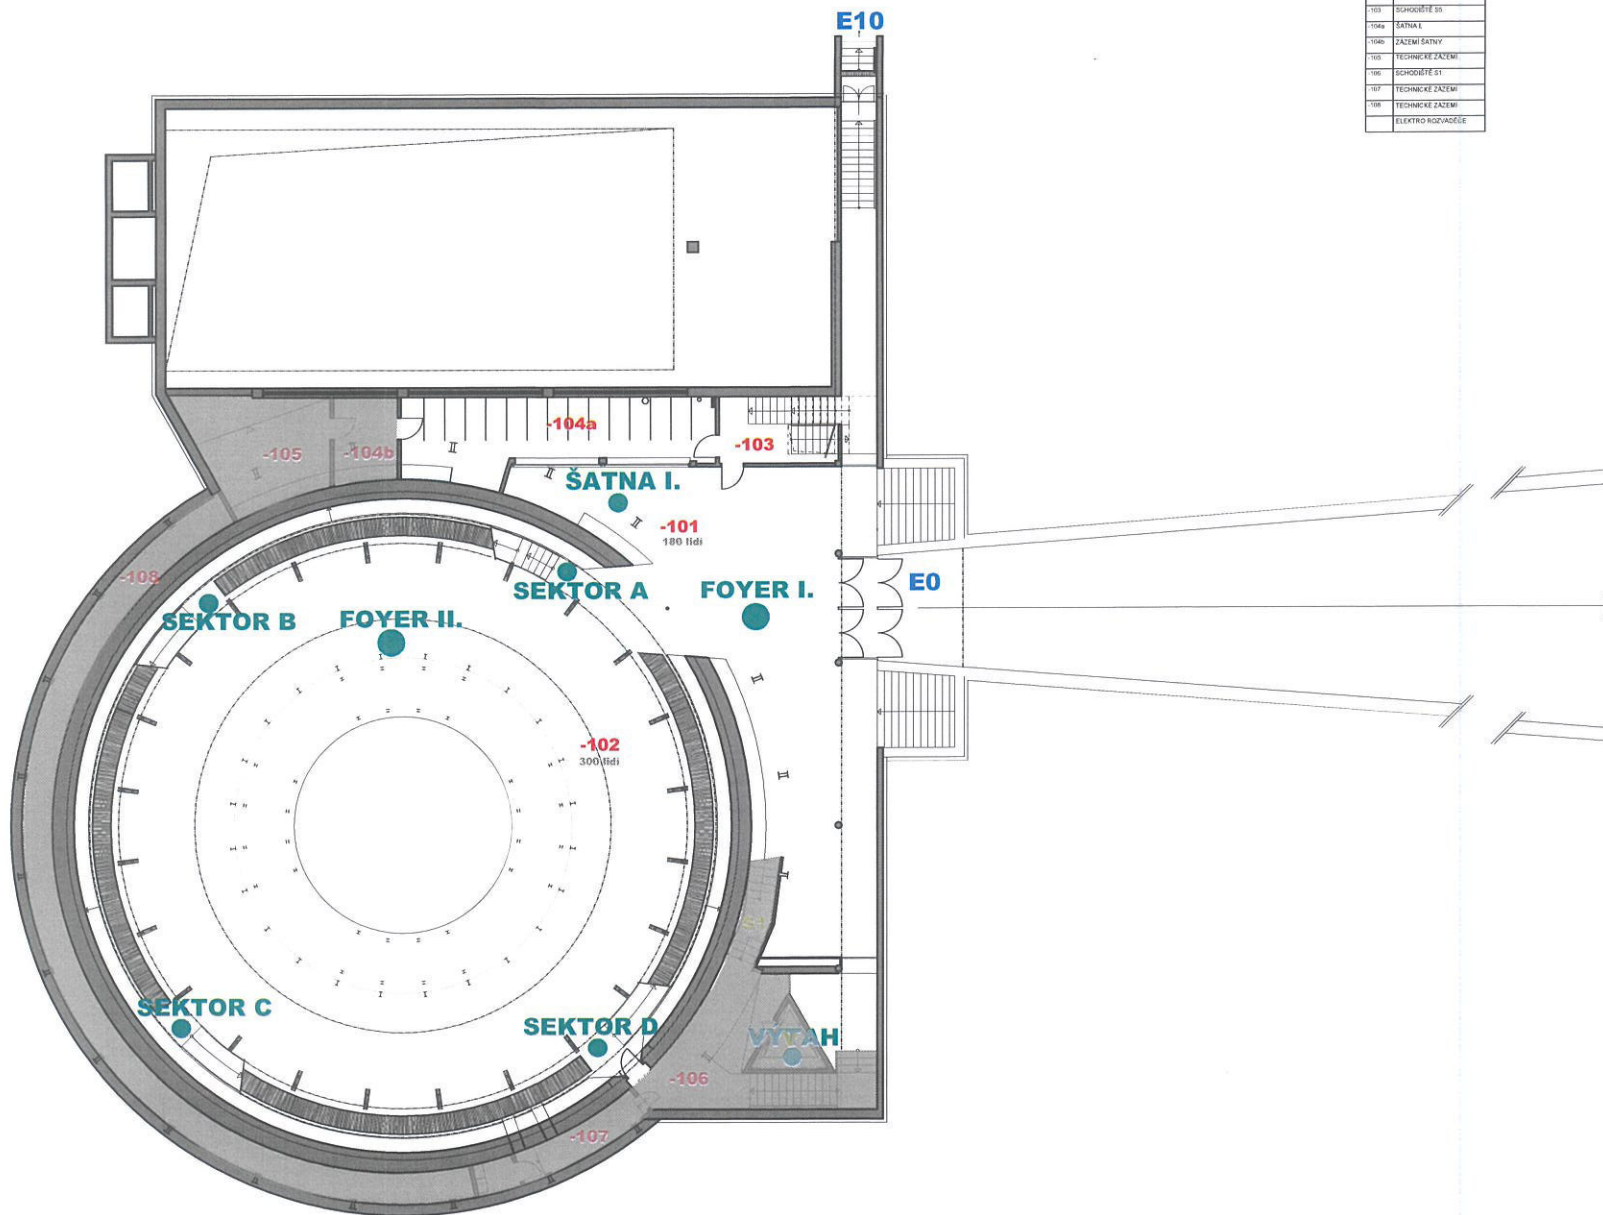 E10
-103 SCHODIŠTĚ S5
-104a ŠATNA I.
-104b ZÁZEMÍ ŠATNY
-105 TECHNICKÉ ZÁZEMÍ
-106 SCHODIŠTĚ S1
-107 TECHNICKÉ ZÁZEMÍ
-108 TECHNICKÉ ZÁZEMÍ
ELEKTRO ROZVADĚČE
-104a
-103
-105
-104b
ŠATNA I.
-101
180 lidí
-108
SEKTOR A
FOYER I.
E0
SEKTOR B
FOYER II.
-102
300 lidí
S1
SEKTOR C
SEKTOR D
VÝTAH
-106
-107